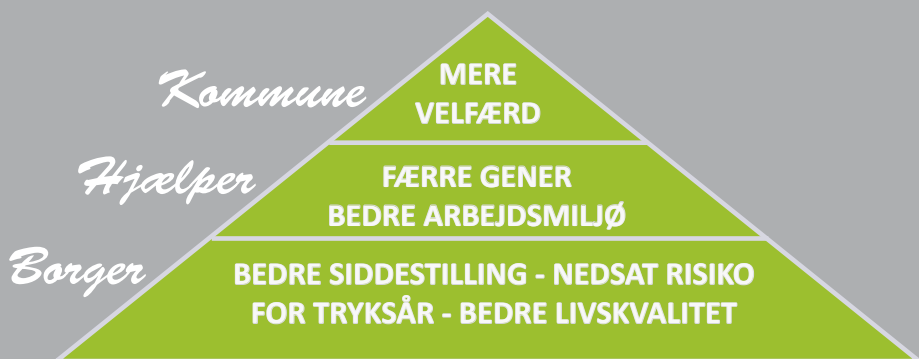 Kommune
MERE
VELFÆRD
Hjælper
FÆRRE GENER
BEDRE ARBEJDSMILJØ
Borger
BEDRE SIDDESTILLING - NEDSAT RISIKO
FOR TRYKSÅR - BEDRE LIVSKVALITET